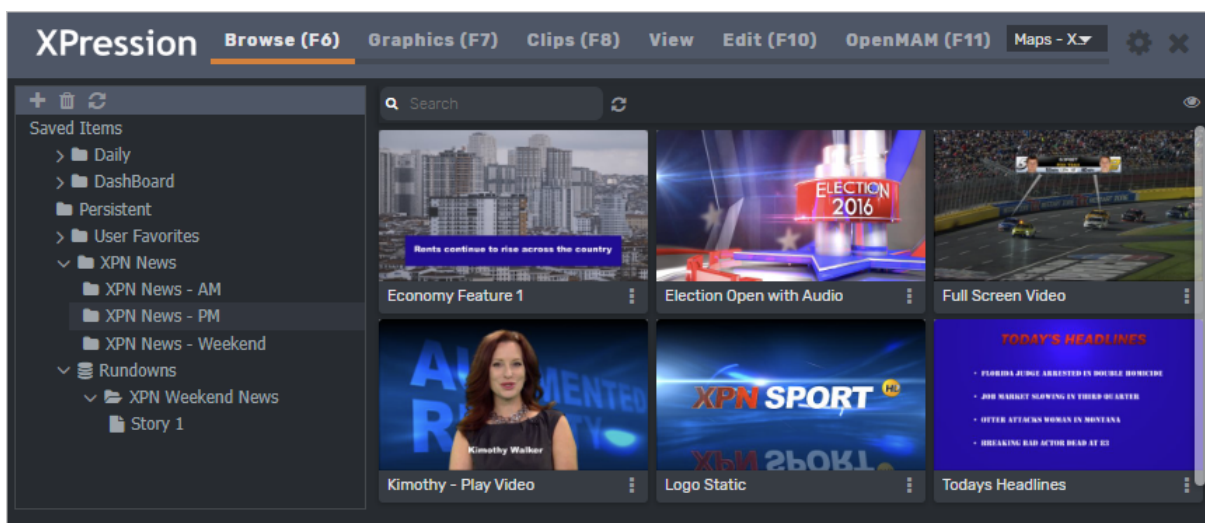 XPression Browse (F6) Graphics (F7) Clips (F8) View Edit (F10) OpenMAM (F11) Maps - X
Saved Items
Daily
DashBoard
Persistent
User Favorites
XPN News
XPN News - AM
XPN News - PM
XPN News - Weekend
Rundowns
XPN Weekend News
Story 1
Search
Rents continue to rise across the country
Economy Feature 1
ELECTION
2016
Election Open with Audio
Full Screen Video
AUGMENTED
REALITY
Kimothy Walker
Kimothy - Play Video
XPN SPORT HD
Logo Static
TODAY'S HEADLINES
• FLORIDA JUDGE ARRESTED IN DOUBLE HOMICIDE
• JOB MARKET SLOWING IN THIRD QUARTER
• OTTER ATTACKS WOMAN IN MONTANA
• BREAKING BAD ACTOR DEAD AT 83
Todays Headlines